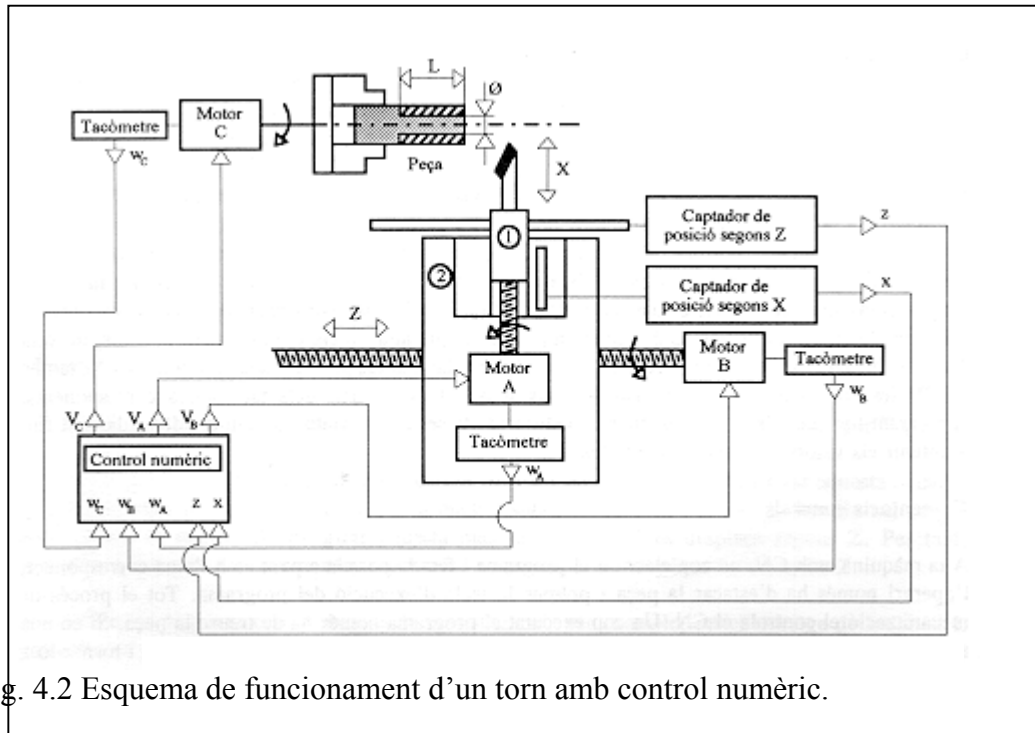 L
Ø
Tacòmetre
Motor
C
w_C
Peça
X
Captador de
posició segons Z
z
1
2
Captador de
posició segons X
x
Z
Motor
A
Motor
B
Tacòmetre
w_B
V_C V_A V_B
Tacòmetre
w_A
Control numèric
w_C w_B w_A z x
g. 4.2 Esquema de funcionament d’un torn amb control numèric.